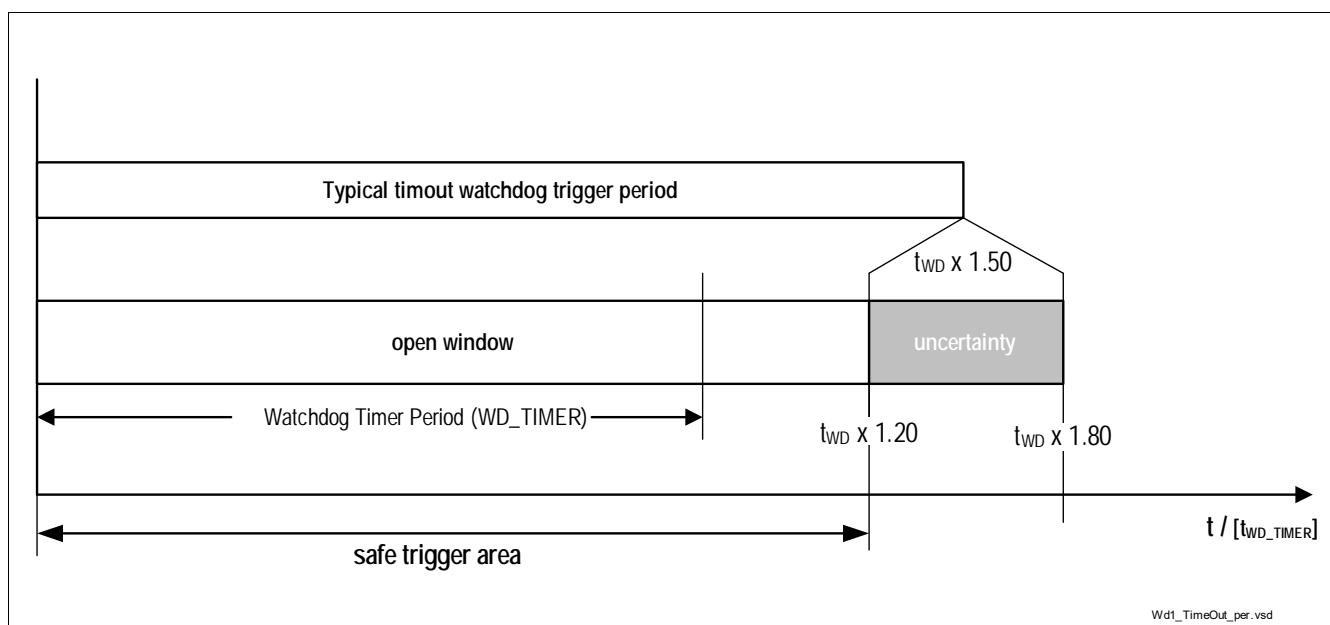 Typical timout watchdog trigger period
tWD x 1.50
open window
uncertainty
Watchdog Timer Period (WD_TIMER)
tWD x 1.20
tWD x 1.80
t / [tWD_TIMER]
safe trigger area
Wd1_TimeOut_per.vsd